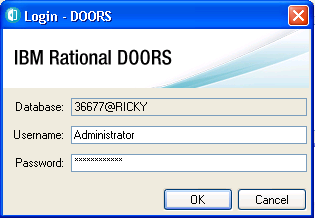 Login - DOORS
IBM Rational DOORS
Database: 36677@RICKY
Username: Administrator
Password: ************
OK Cancel